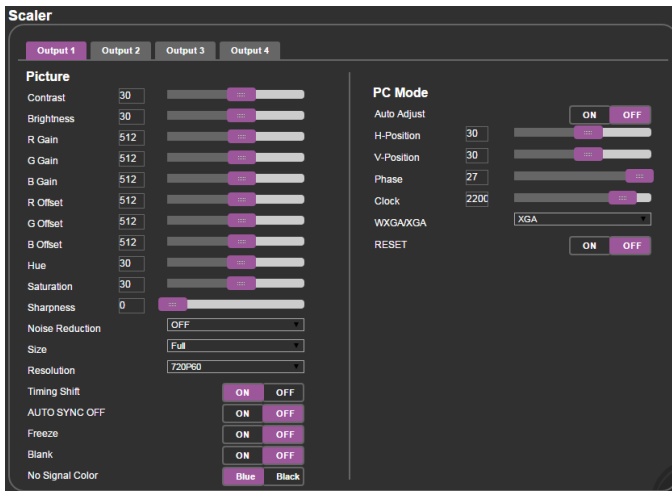 Scaler
Output 1 Output 2 Output 3 Output 4
Picture
Contrast 30
Brightness 30
R Gain 512
G Gain 512
B Gain 512
R Offset 512
G Offset 512
B Offset 512
Hue 30
Saturation 30
Sharpness 0
Noise Reduction OFF
Size Full
Resolution 720P60
Timing Shift ON OFF
AUTO SYNC OFF ON OFF
Freeze ON OFF
Blank ON OFF
No Signal Color Blue Black
PC Mode
Auto Adjust ON OFF
H-Position 30
V-Position 30
Phase 27
Clock 2200
WXGA/XGA XGA
RESET ON OFF